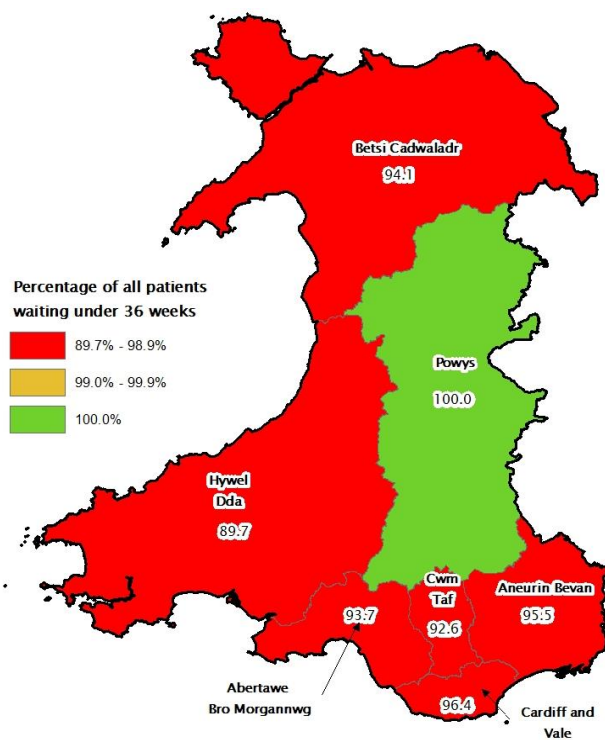 Betsi Cadwaladr
94.1
Percentage of all patients
waiting under 36 weeks
89.7% - 98.9%
99.0% - 99.9%
100.0%
Powys
100.0
Hywel
Dda
89.7
Cwm
Taf
92.6
Aneurin Bevan
95.5
93.7
Abertawe
Bro Morgannwg
96.4
Cardiff and
Vale